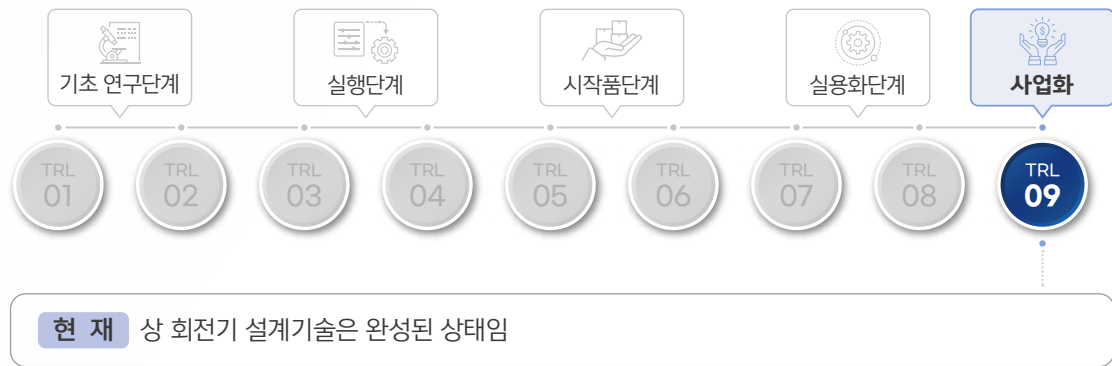 기초 연구단계
실행단계
시작품단계
실용화단계
사업화
TRL
01
TRL
02
TRL
03
TRL
04
TRL
05
TRL
06
TRL
07
TRL
08
TRL
09
현 재 상 회전기 설계기술은 완성된 상태임